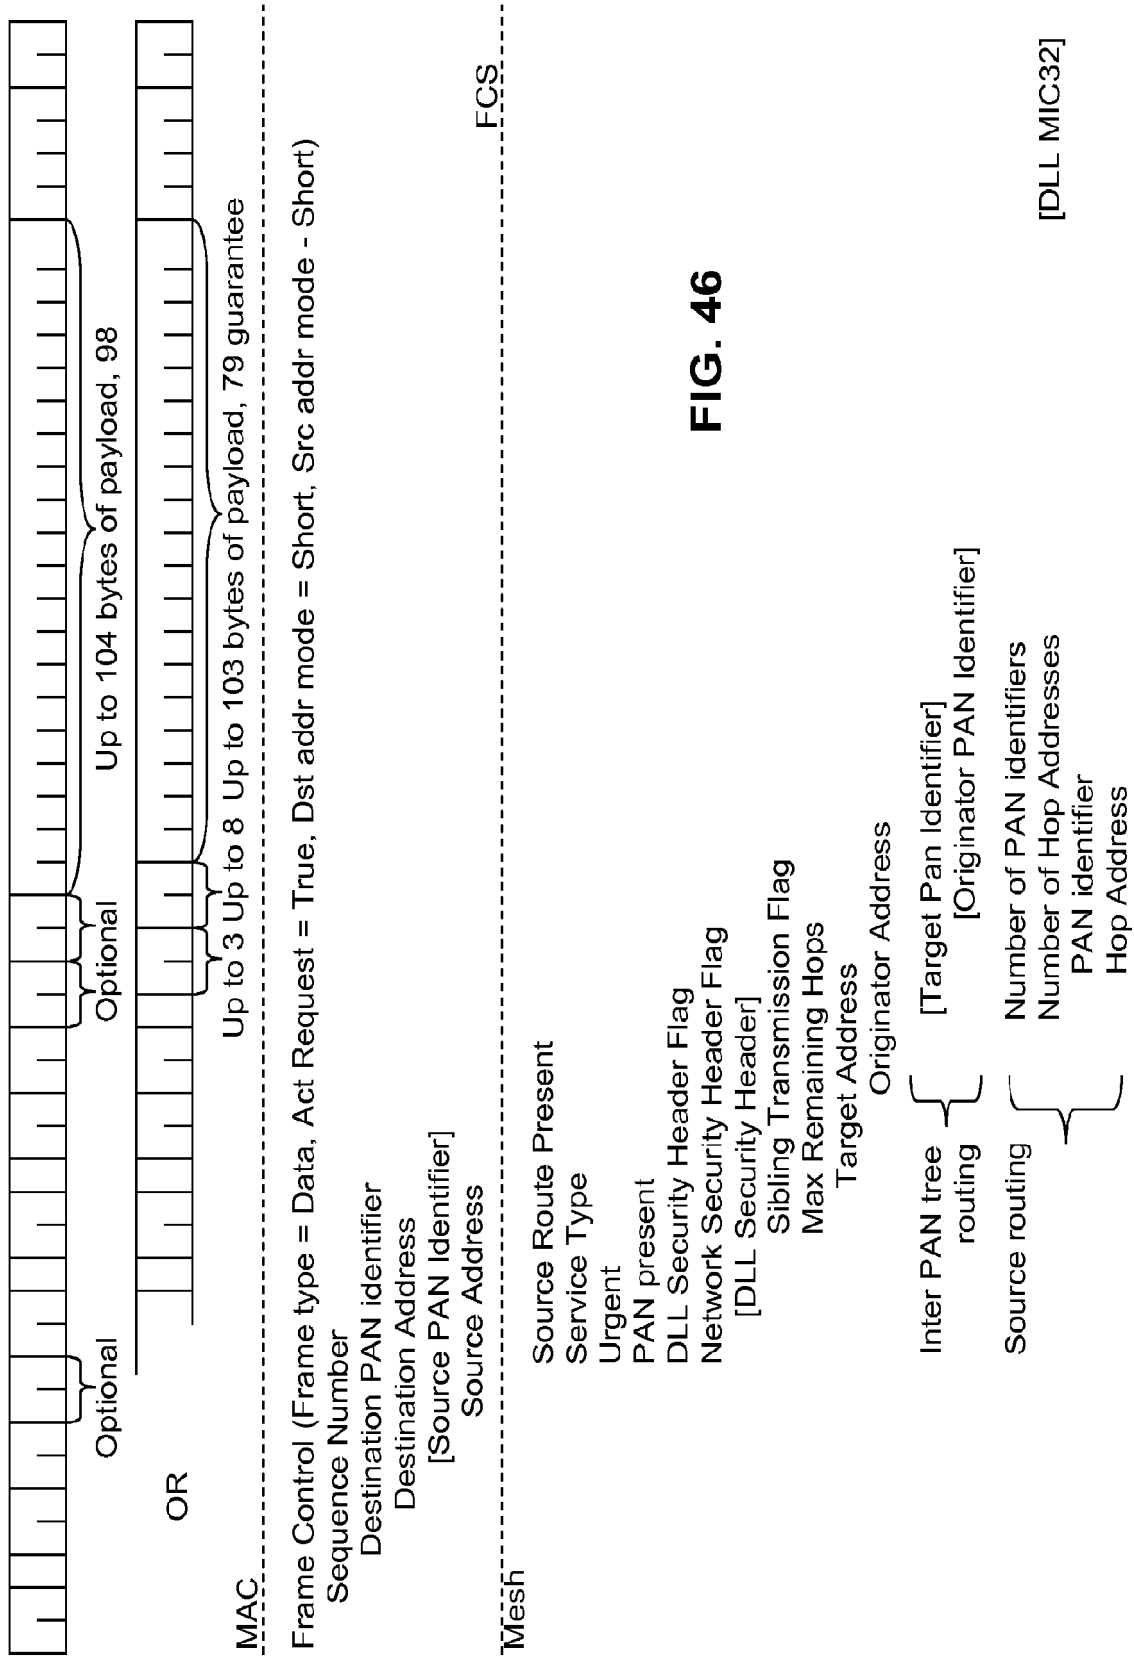 Up to 104 bytes of payload, 98
Optional
Optional
OR
Up to 3 Up to 8 Up to 103 bytes of payload, 79 guarantee
MAC
Frame Control (Frame type = Data, Act Request = True, Dst addr mode = Short, Src addr mode - Short)
Sequence Number
Destination PAN identifier
Destination Address
[Source PAN Identifier]
Source Address
FCS
Mesh
Source Route Present
Service Type
Urgent
PAN present
DLL Security Header Flag
Network Security Header Flag
[DLL Security Header]
Sibling Transmission Flag
Max Remaining Hops
Target Address
Originator Address
Inter PAN tree
routing
[Target Pan Identifier]
[Originator PAN Identifier]
Source routing
Number of PAN identifiers
Number of Hop Addresses
PAN identifier
Hop Address
[DLL MIC32]
FIG. 46